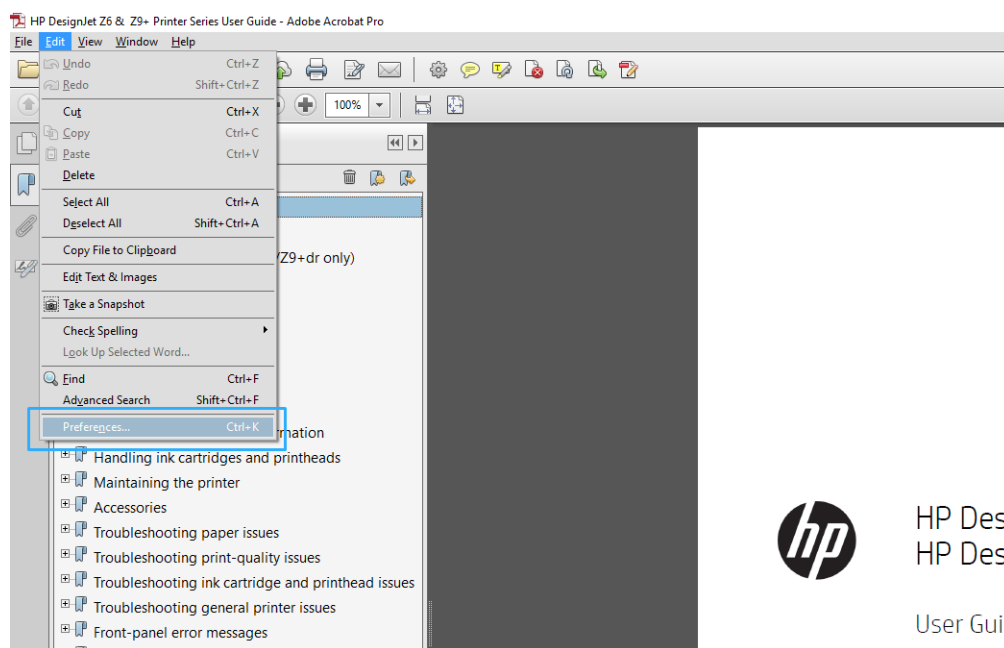 HP DesignJet Z6 & Z9+ Printer Series User Guide - Adobe Acrobat Pro
File Edit View Window Help
Undo Ctrl+Z
Redo Shift+Ctrl+Z
100%
Cut Ctrl+X
Copy Ctrl+C
Paste Ctrl+V
Delete
Select All Ctrl+A
Deselect All Shift+Ctrl+A
Copy File to Clipboard
/Z9+dr only)
Edit Text & Images
Take a Snapshot
Check Spelling
Look Up Selected Word...
Find Ctrl+F
Advanced Search Shift+Ctrl+F
Preferences... Ctrl+K
Handling ink cartridges and printheads
Maintaining the printer
Accessories
Troubleshooting paper issues
Troubleshooting print-quality issues
Troubleshooting ink cartridge and printhead issues
Troubleshooting general printer issues
Front-panel error messages
hp
HP Des
HP Des
User Gui